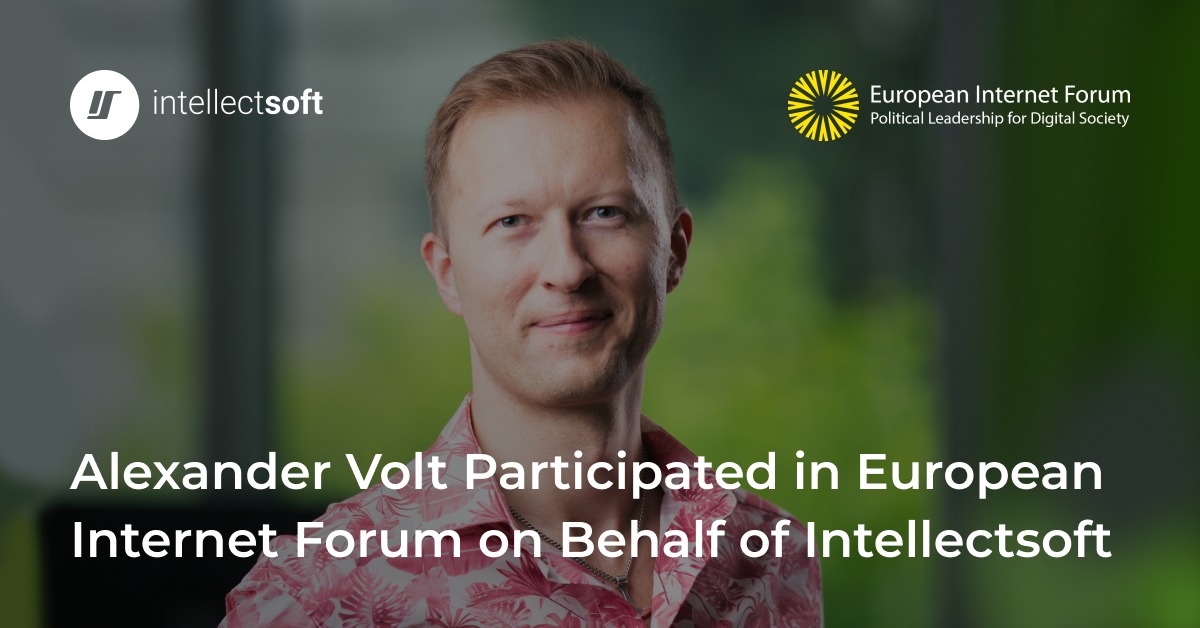 intellectsoft
European Internet Forum
Political Leadership for Digital Society
Alexander Volt Participated in European
Internet Forum on Behalf of Intellectsoft